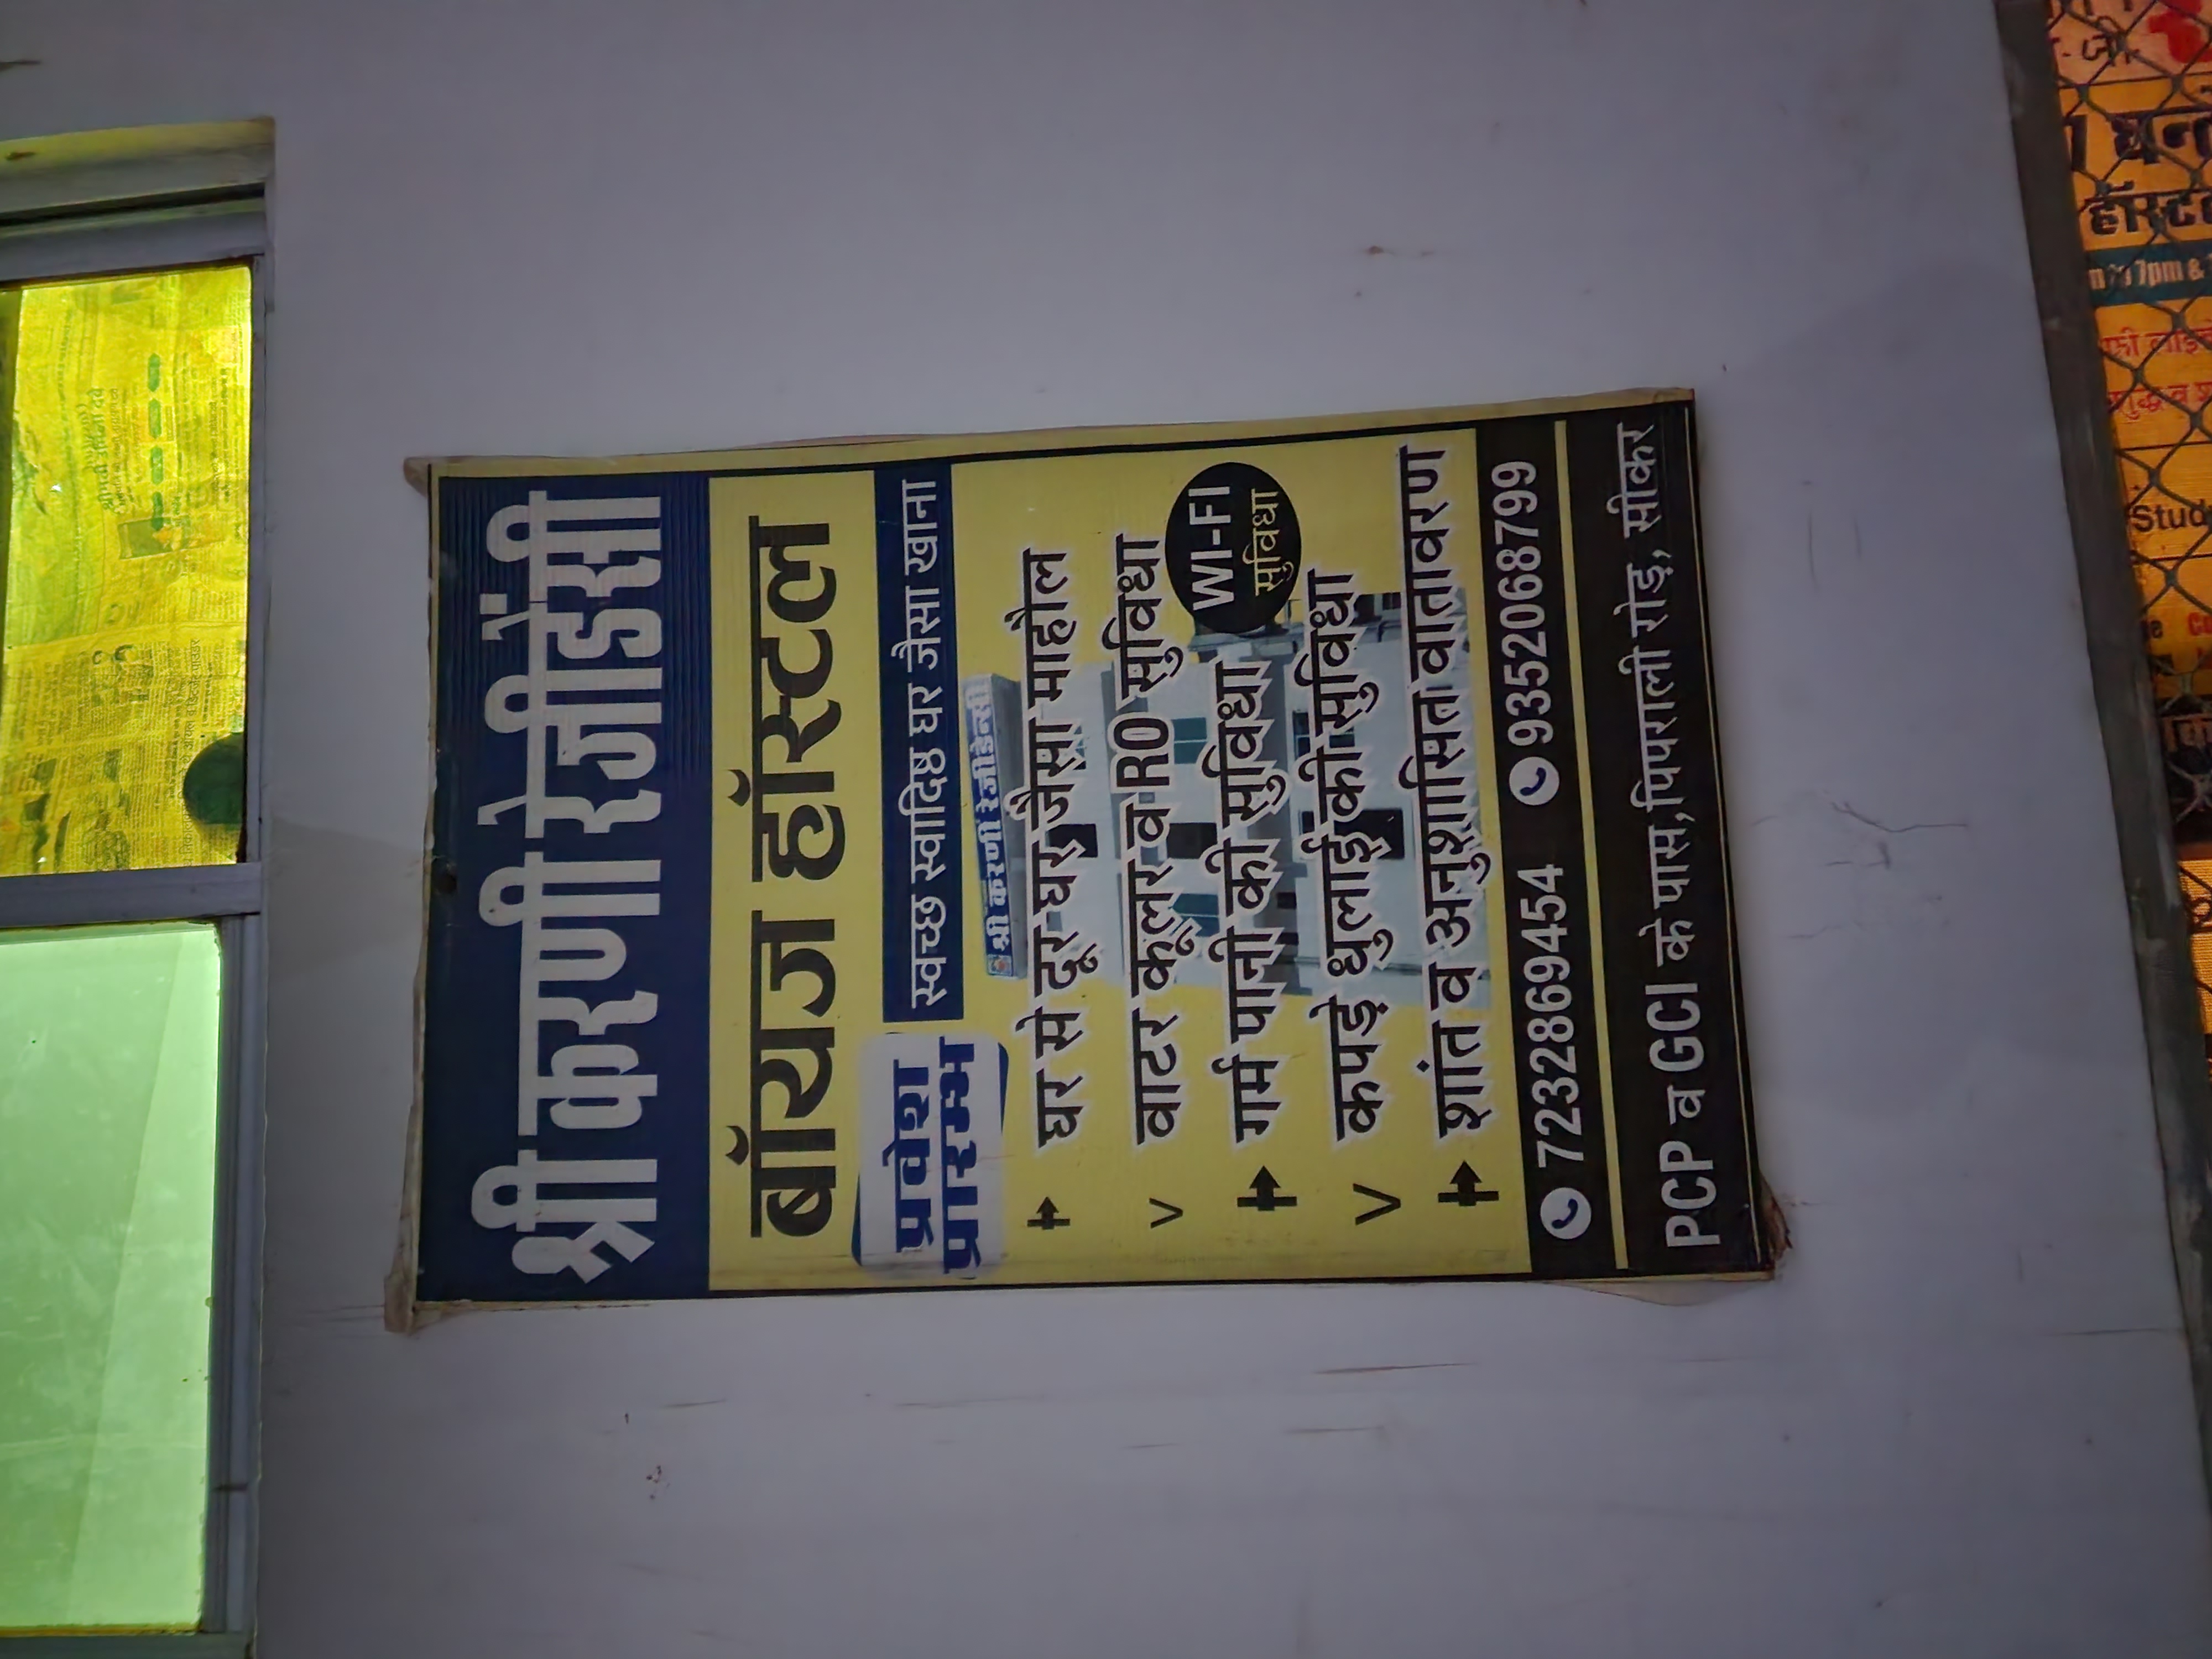 श्री करणी रेजीडेंसी
बॉयज हॉस्टल
प्रवेश
प्रारम्भ
स्वच्छ स्वादिष्ठ घर जैसा खाना
श्री करणी रेजीडेन्सी
घर से दूर घर जैसा माहौल
वाटर कूलर व RO सुविधा
गर्म पानी की सुविधा
WI-FI
सुविधा
कपड़े धुलाई की सुविधा
शांत व अनुशासित वातावरण
7232869454 9352068799
PCP व GCI के पास,पिपराली रोड़, सीकर